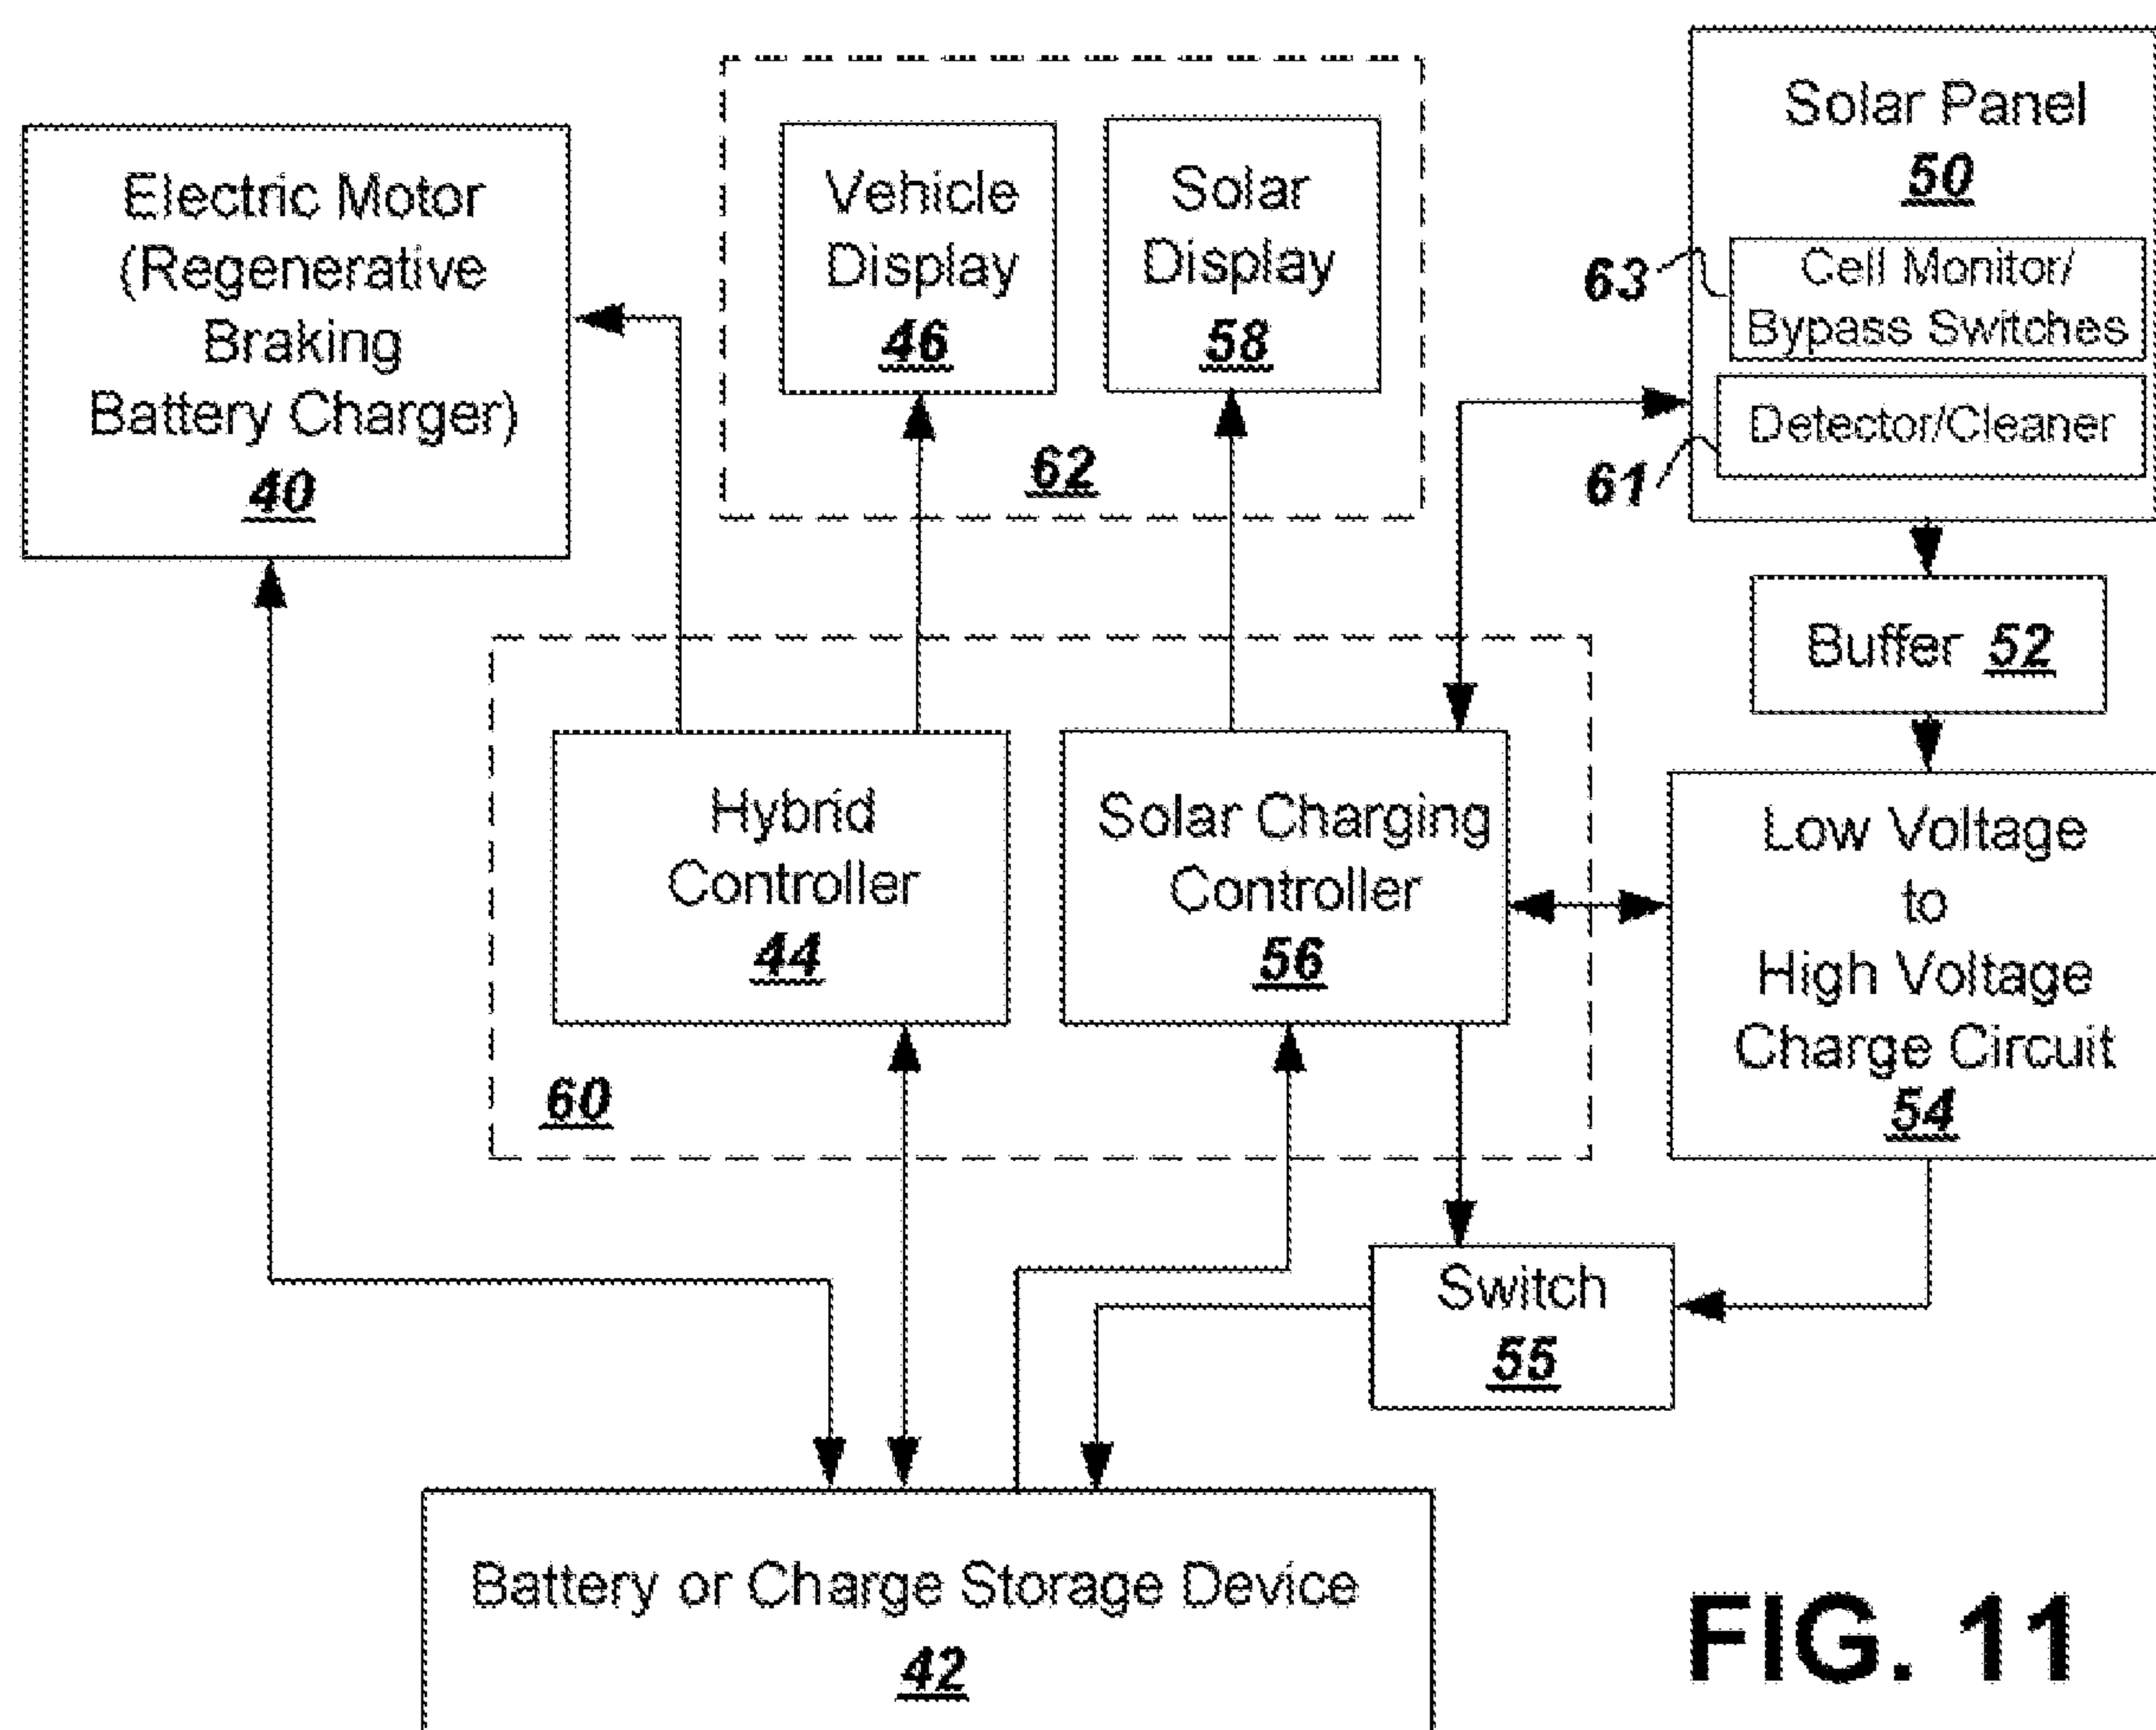 Electric Motor
(Regenerative
Braking
Battery Charger)
40
Vehicle
Display
46
Solar
Display
58
62
Solar Panel
50
63
Cell Monitor/
Bypass Switches
Detector/Cleaner
61
Buffer 52
Hybrid
Controller
44
Solar Charging
Controller
56
60
Low Voltage
to
High Voltage
Charge Circuit
54
Switch
55
Battery or Charge Storage Device
42
FIG. 11